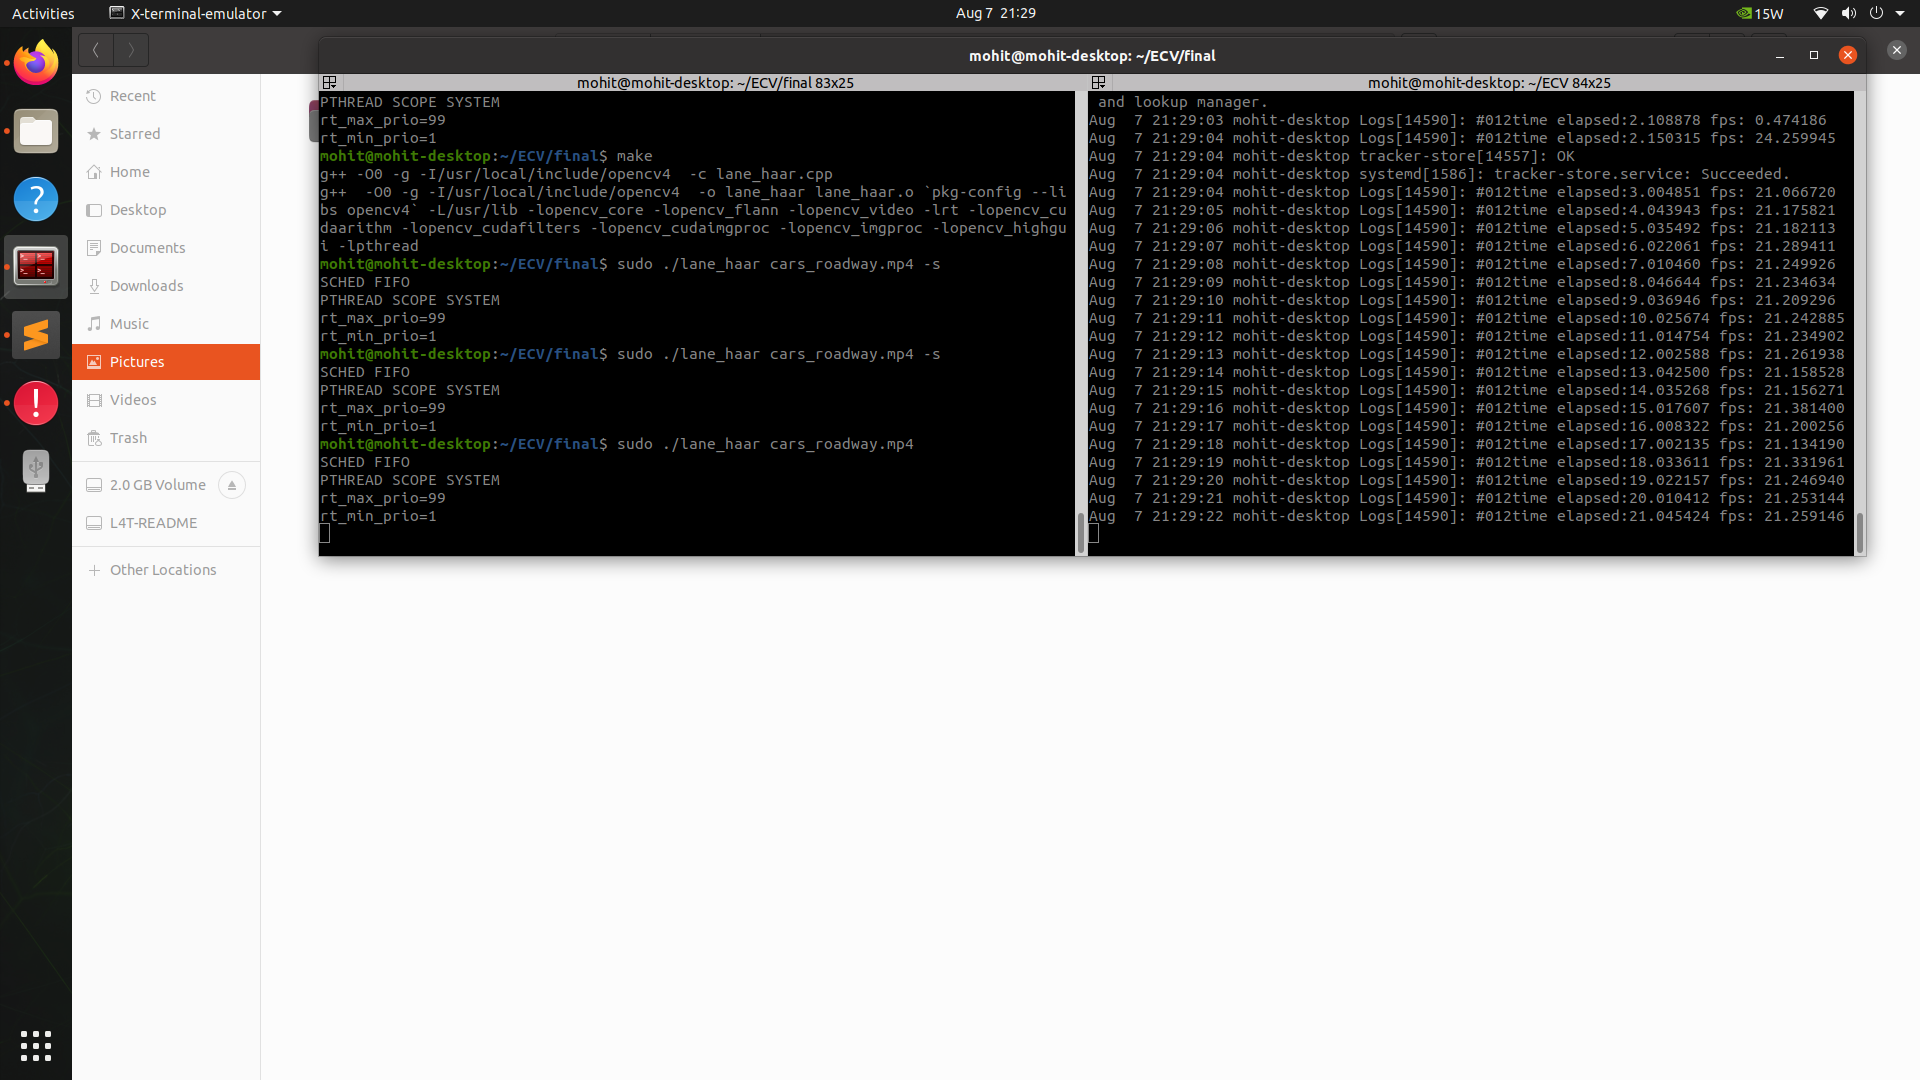 Activities
X-terminal-emulator
Aug 7 21:29
15W
mohit@mohit-desktop: ~/ECV/final
Recent
Starred
Home
Desktop
Documents
Downloads
Music
Pictures
Videos
Trash
2.0 GB Volume
L4T-README
Other Locations
mohit@mohit-desktop: ~/ECV/final 83x25
PTHREAD SCOPE SYSTEM
rt_max_prio=99
rt_min_prio=1
mohit@mohit-desktop:~/ECV/final$ make
g++ -O0 -g -I/usr/local/include/opencv4  -c lane_haar.cpp
g++  -O0 -g -I/usr/local/include/opencv4  -o lane_haar lane_haar.o `pkg-config --li
bs opencv4` -L/usr/lib -lopencv_core -lopencv_flann -lopencv_video -lrt -lopencv_cu
daarithm -lopencv_cudafilters -lopencv_cudaimgproc -lopencv_imgproc -lopencv_highgu
i -lpthread
mohit@mohit-desktop:~/ECV/final$ sudo ./lane_haar cars_roadway.mp4 -s
SCHED FIFO
PTHREAD SCOPE SYSTEM
rt_max_prio=99
rt_min_prio=1
mohit@mohit-desktop:~/ECV/final$ sudo ./lane_haar cars_roadway.mp4 -s
SCHED FIFO
PTHREAD SCOPE SYSTEM
rt_max_prio=99
rt_min_prio=1
mohit@mohit-desktop:~/ECV/final$ sudo ./lane_haar cars_roadway.mp4
SCHED FIFO
PTHREAD SCOPE SYSTEM
rt_max_prio=99
rt_min_prio=1
mohit@mohit-desktop: ~/ECV 84x25
and lookup manager.
Aug  7 21:29:03 mohit-desktop Logs[14590]: #012time elapsed:2.108878 fps: 0.474186
Aug  7 21:29:04 mohit-desktop Logs[14590]: #012time elapsed:2.150315 fps: 24.259945
Aug  7 21:29:04 mohit-desktop tracker-store[14557]: OK
Aug  7 21:29:04 mohit-desktop systemd[1586]: tracker-store.service: Succeeded.
Aug  7 21:29:04 mohit-desktop Logs[14590]: #012time elapsed:3.004851 fps: 21.066720
Aug  7 21:29:05 mohit-desktop Logs[14590]: #012time elapsed:4.043943 fps: 21.175821
Aug  7 21:29:06 mohit-desktop Logs[14590]: #012time elapsed:5.035492 fps: 21.182113
Aug  7 21:29:07 mohit-desktop Logs[14590]: #012time elapsed:6.022061 fps: 21.289411
Aug  7 21:29:08 mohit-desktop Logs[14590]: #012time elapsed:7.010460 fps: 21.249926
Aug  7 21:29:09 mohit-desktop Logs[14590]: #012time elapsed:8.046644 fps: 21.234634
Aug  7 21:29:10 mohit-desktop Logs[14590]: #012time elapsed:9.036946 fps: 21.209296
Aug  7 21:29:11 mohit-desktop Logs[14590]: #012time elapsed:10.025674 fps: 21.242885
Aug  7 21:29:12 mohit-desktop Logs[14590]: #012time elapsed:11.014754 fps: 21.234902
Aug  7 21:29:13 mohit-desktop Logs[14590]: #012time elapsed:12.002588 fps: 21.261938
Aug  7 21:29:14 mohit-desktop Logs[14590]: #012time elapsed:13.042500 fps: 21.158528
Aug  7 21:29:15 mohit-desktop Logs[14590]: #012time elapsed:14.035268 fps: 21.156271
Aug  7 21:29:16 mohit-desktop Logs[14590]: #012time elapsed:15.017607 fps: 21.381400
Aug  7 21:29:17 mohit-desktop Logs[14590]: #012time elapsed:16.008322 fps: 21.200256
Aug  7 21:29:18 mohit-desktop Logs[14590]: #012time elapsed:17.002135 fps: 21.134190
Aug  7 21:29:19 mohit-desktop Logs[14590]: #012time elapsed:18.033611 fps: 21.331961
Aug  7 21:29:20 mohit-desktop Logs[14590]: #012time elapsed:19.022157 fps: 21.246940
Aug  7 21:29:21 mohit-desktop Logs[14590]: #012time elapsed:20.010412 fps: 21.253144
Aug  7 21:29:22 mohit-desktop Logs[14590]: #012time elapsed:21.045424 fps: 21.259146